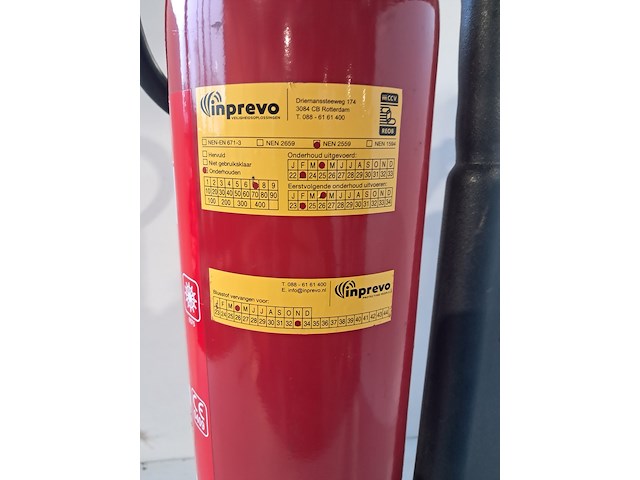 inprevo
VEILIGHEIDSOPLOSSINGEN
Driemanssteeweg 174
3084 CB Rotterdam
T. 088 - 61 61 400
CCV
REOB
NEN-EN 671-3 NEN 2659 NEN 2559 NEN 1594
Hervuld
Niet gebruiksklaar
Onderhouden
1 2 3 4 5 6 8 9
10 20 30 40 50 60 70 80 90
100 200 300 400
Onderhoud uitgevoerd:
J F M M J J A S O N D
22 24 25 26 27 28 29 30 31 32 33
Eerstvolgende onderhoud uitvoeren:
J F M M J J A S O N D
23 25 26 27 28 29 30 31 32 33 34
T. 088 - 61 61 400
E. info@inprevo.nl
inprevo
Blusstof vervangen voor:
J F M M J J A S O N D
23 24 25 26 27 28 29 30 31 32 34 35 36 37 38 39 40 41 42 43 44
CE